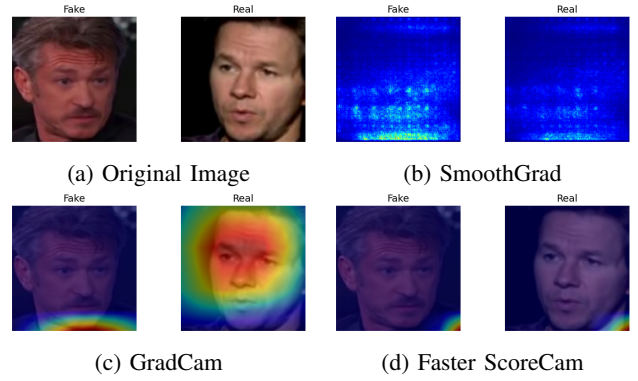 Fake Real Fake Real
(a) Original Image (b) SmoothGrad
Fake Real Fake Real
(c) GradCam (d) Faster ScoreCam